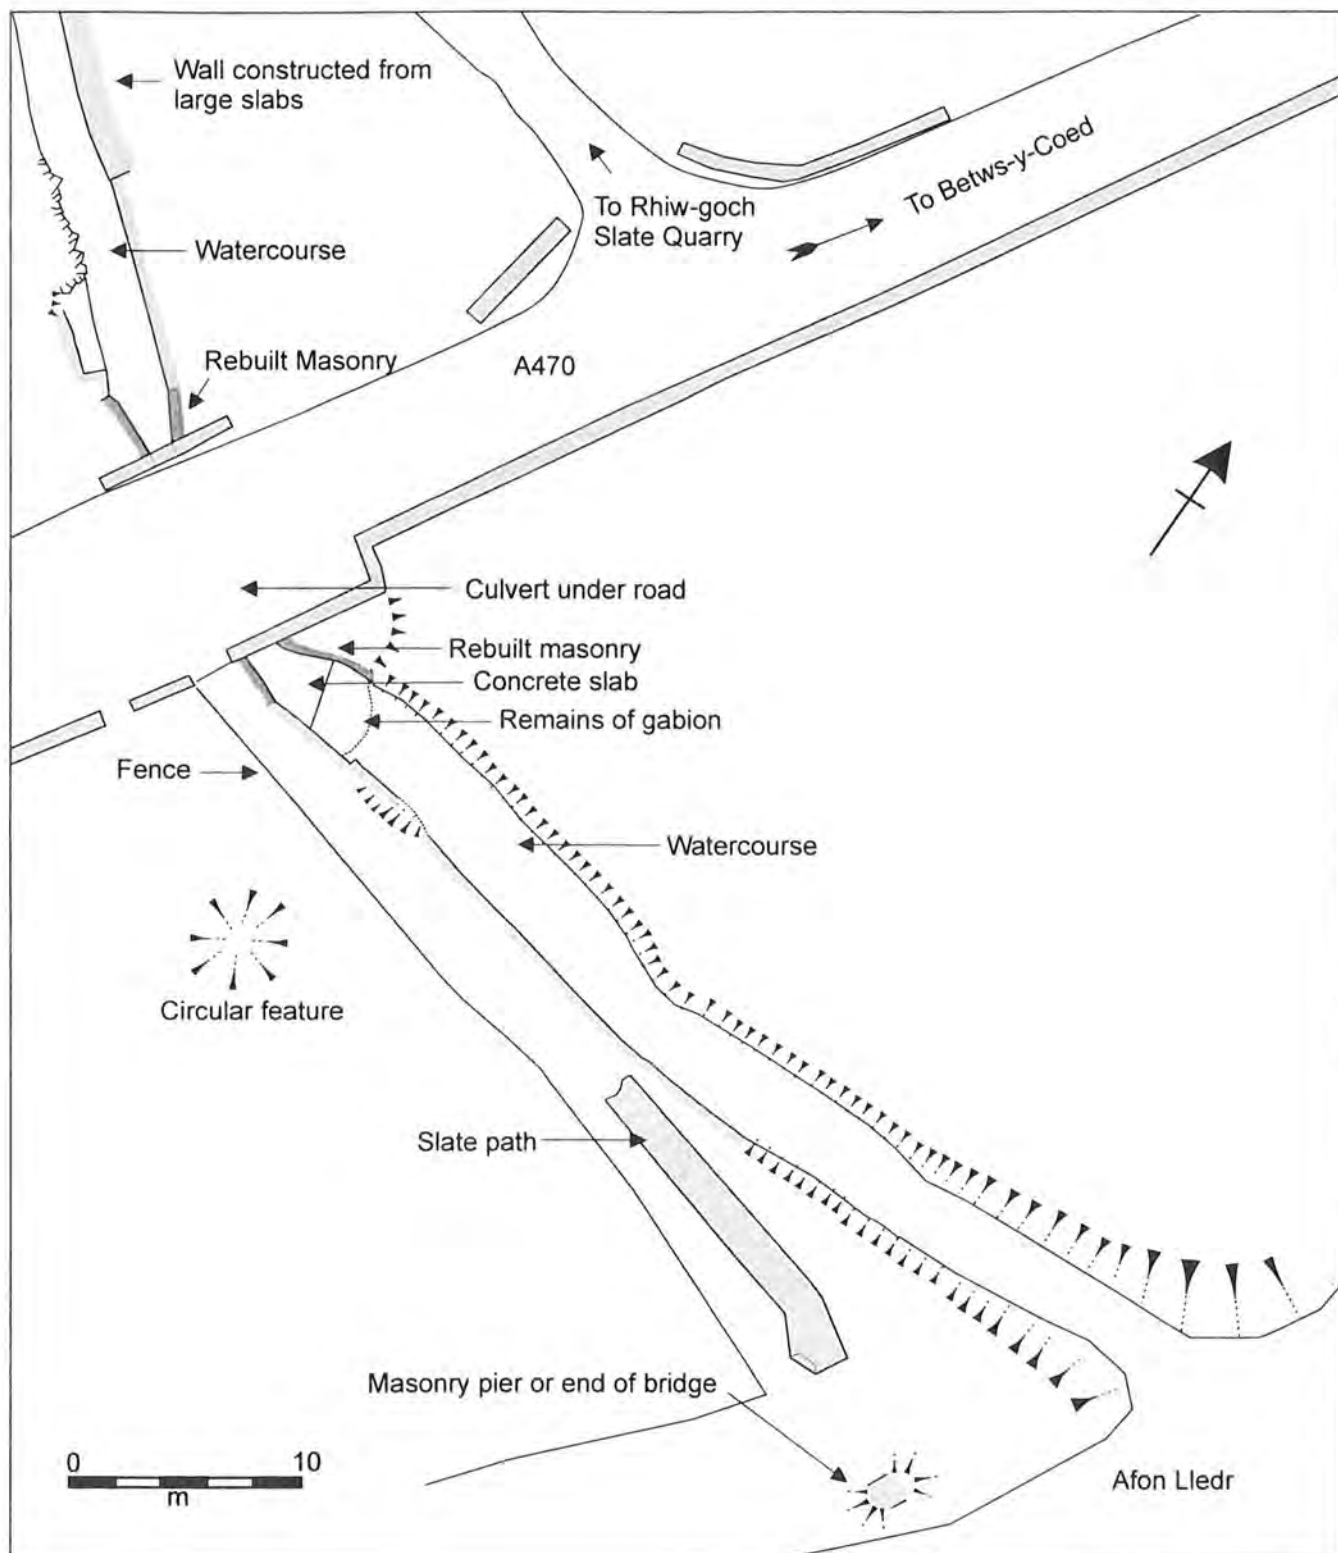 Wall constructed from
large slabs
To Betws-y-Coed
To Rhiw-goch
Slate Quarry
Watercourse
Rebuilt Masonry
A470
Culvert under road
Rebuilt masonry
Concrete slab
Remains of gabion
Fence
Watercourse
Circular feature
Slate path
Masonry pier or end of bridge
0 10
m
Afon Lledr